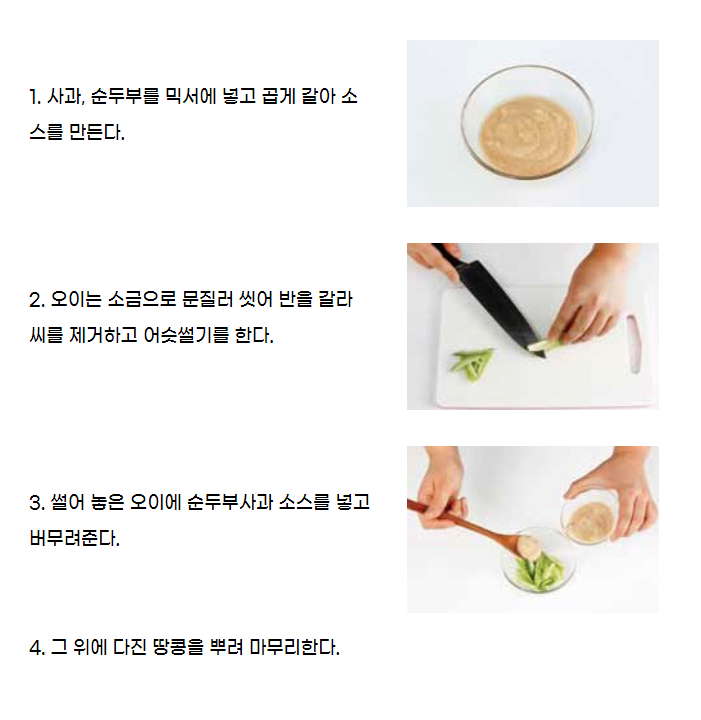 1. 사과, 순두부를 믹서에 넣고 곱게 갈아 소
스를 만든다.
2. 오이는 소금으로 문질러 씻어 반을 갈라
씨를 제거하고 어슷썰기를 한다.
3. 썰어 놓은 오이에 순두부사과 소스를 넣고
버무려준다.
4. 그 위에 다진 땅콩을 뿌려 마무리한다.